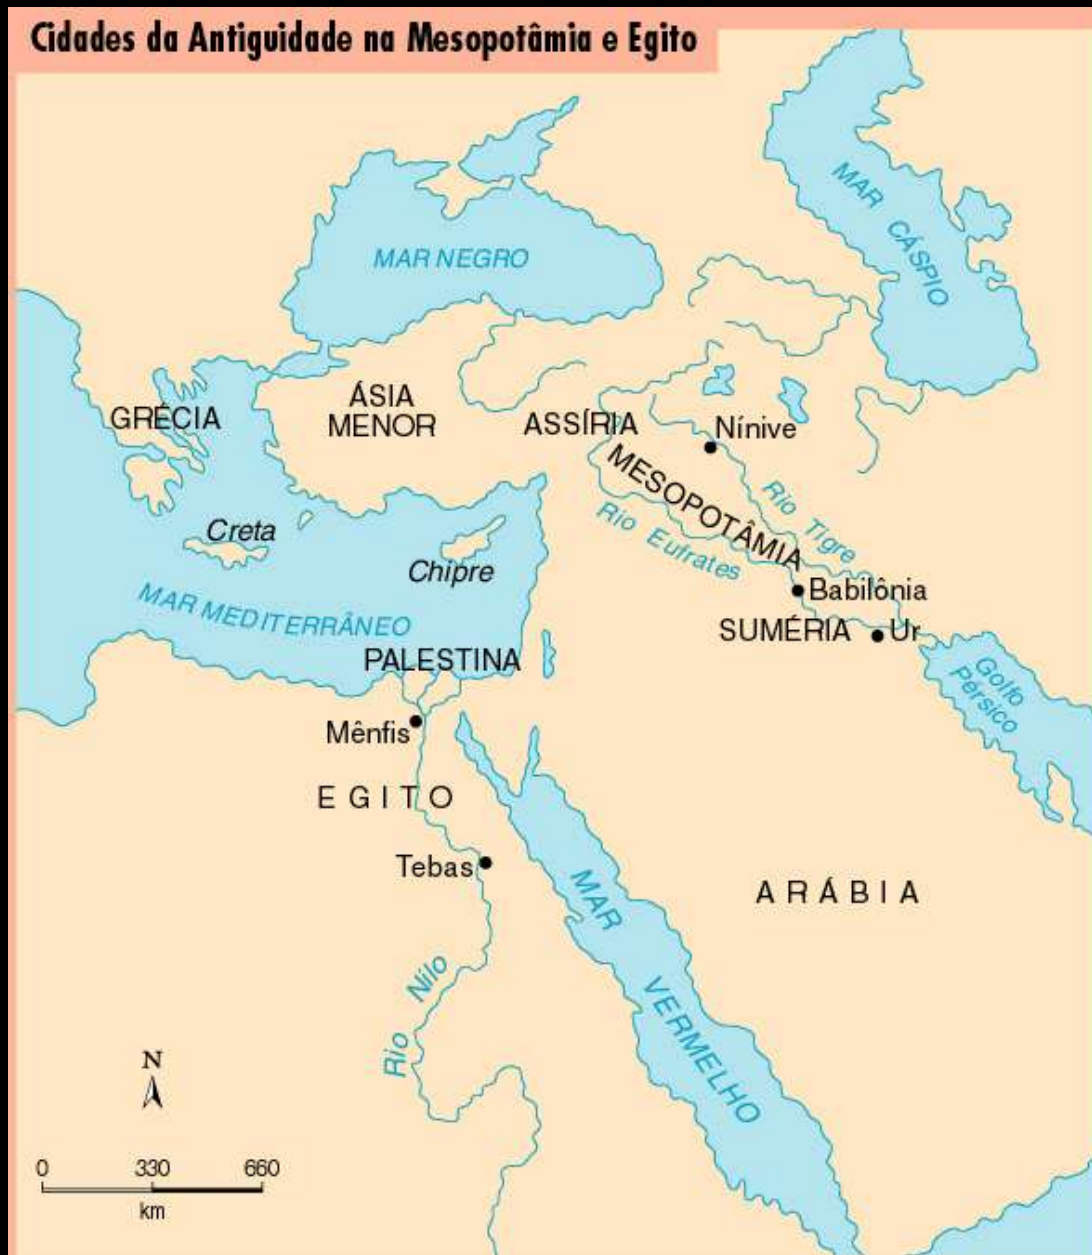 Cidades da Antiguidade na Mesopotâmia e Egito
MAR CÁSPIO
MAR NEGRO
ÁSIA
MENOR
GRÉCIA
ASSÍRIA
Nínive
MESOPOTÂMIA
Rio Tigre
Rio Eufrates
Creta
Chipre
Babilônia
MAR MEDITERRÂNEO
SUMÉRIA
Ur
PALESTINA
Golfo
Pérsico
Mênfis
EGITO
Tebas
ARÁBIA
MAR VERMELHO
Rio Nilo
N
0 330 660
km